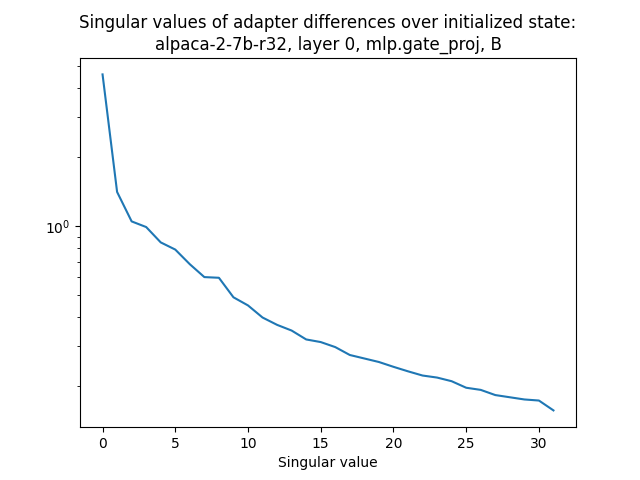 Singular values of adapter differences over initialized state:
alpaca-2-7b-r32, layer 0, mlp.gate_proj, B
10⁰
0 5 10 15 20 25 30
Singular value